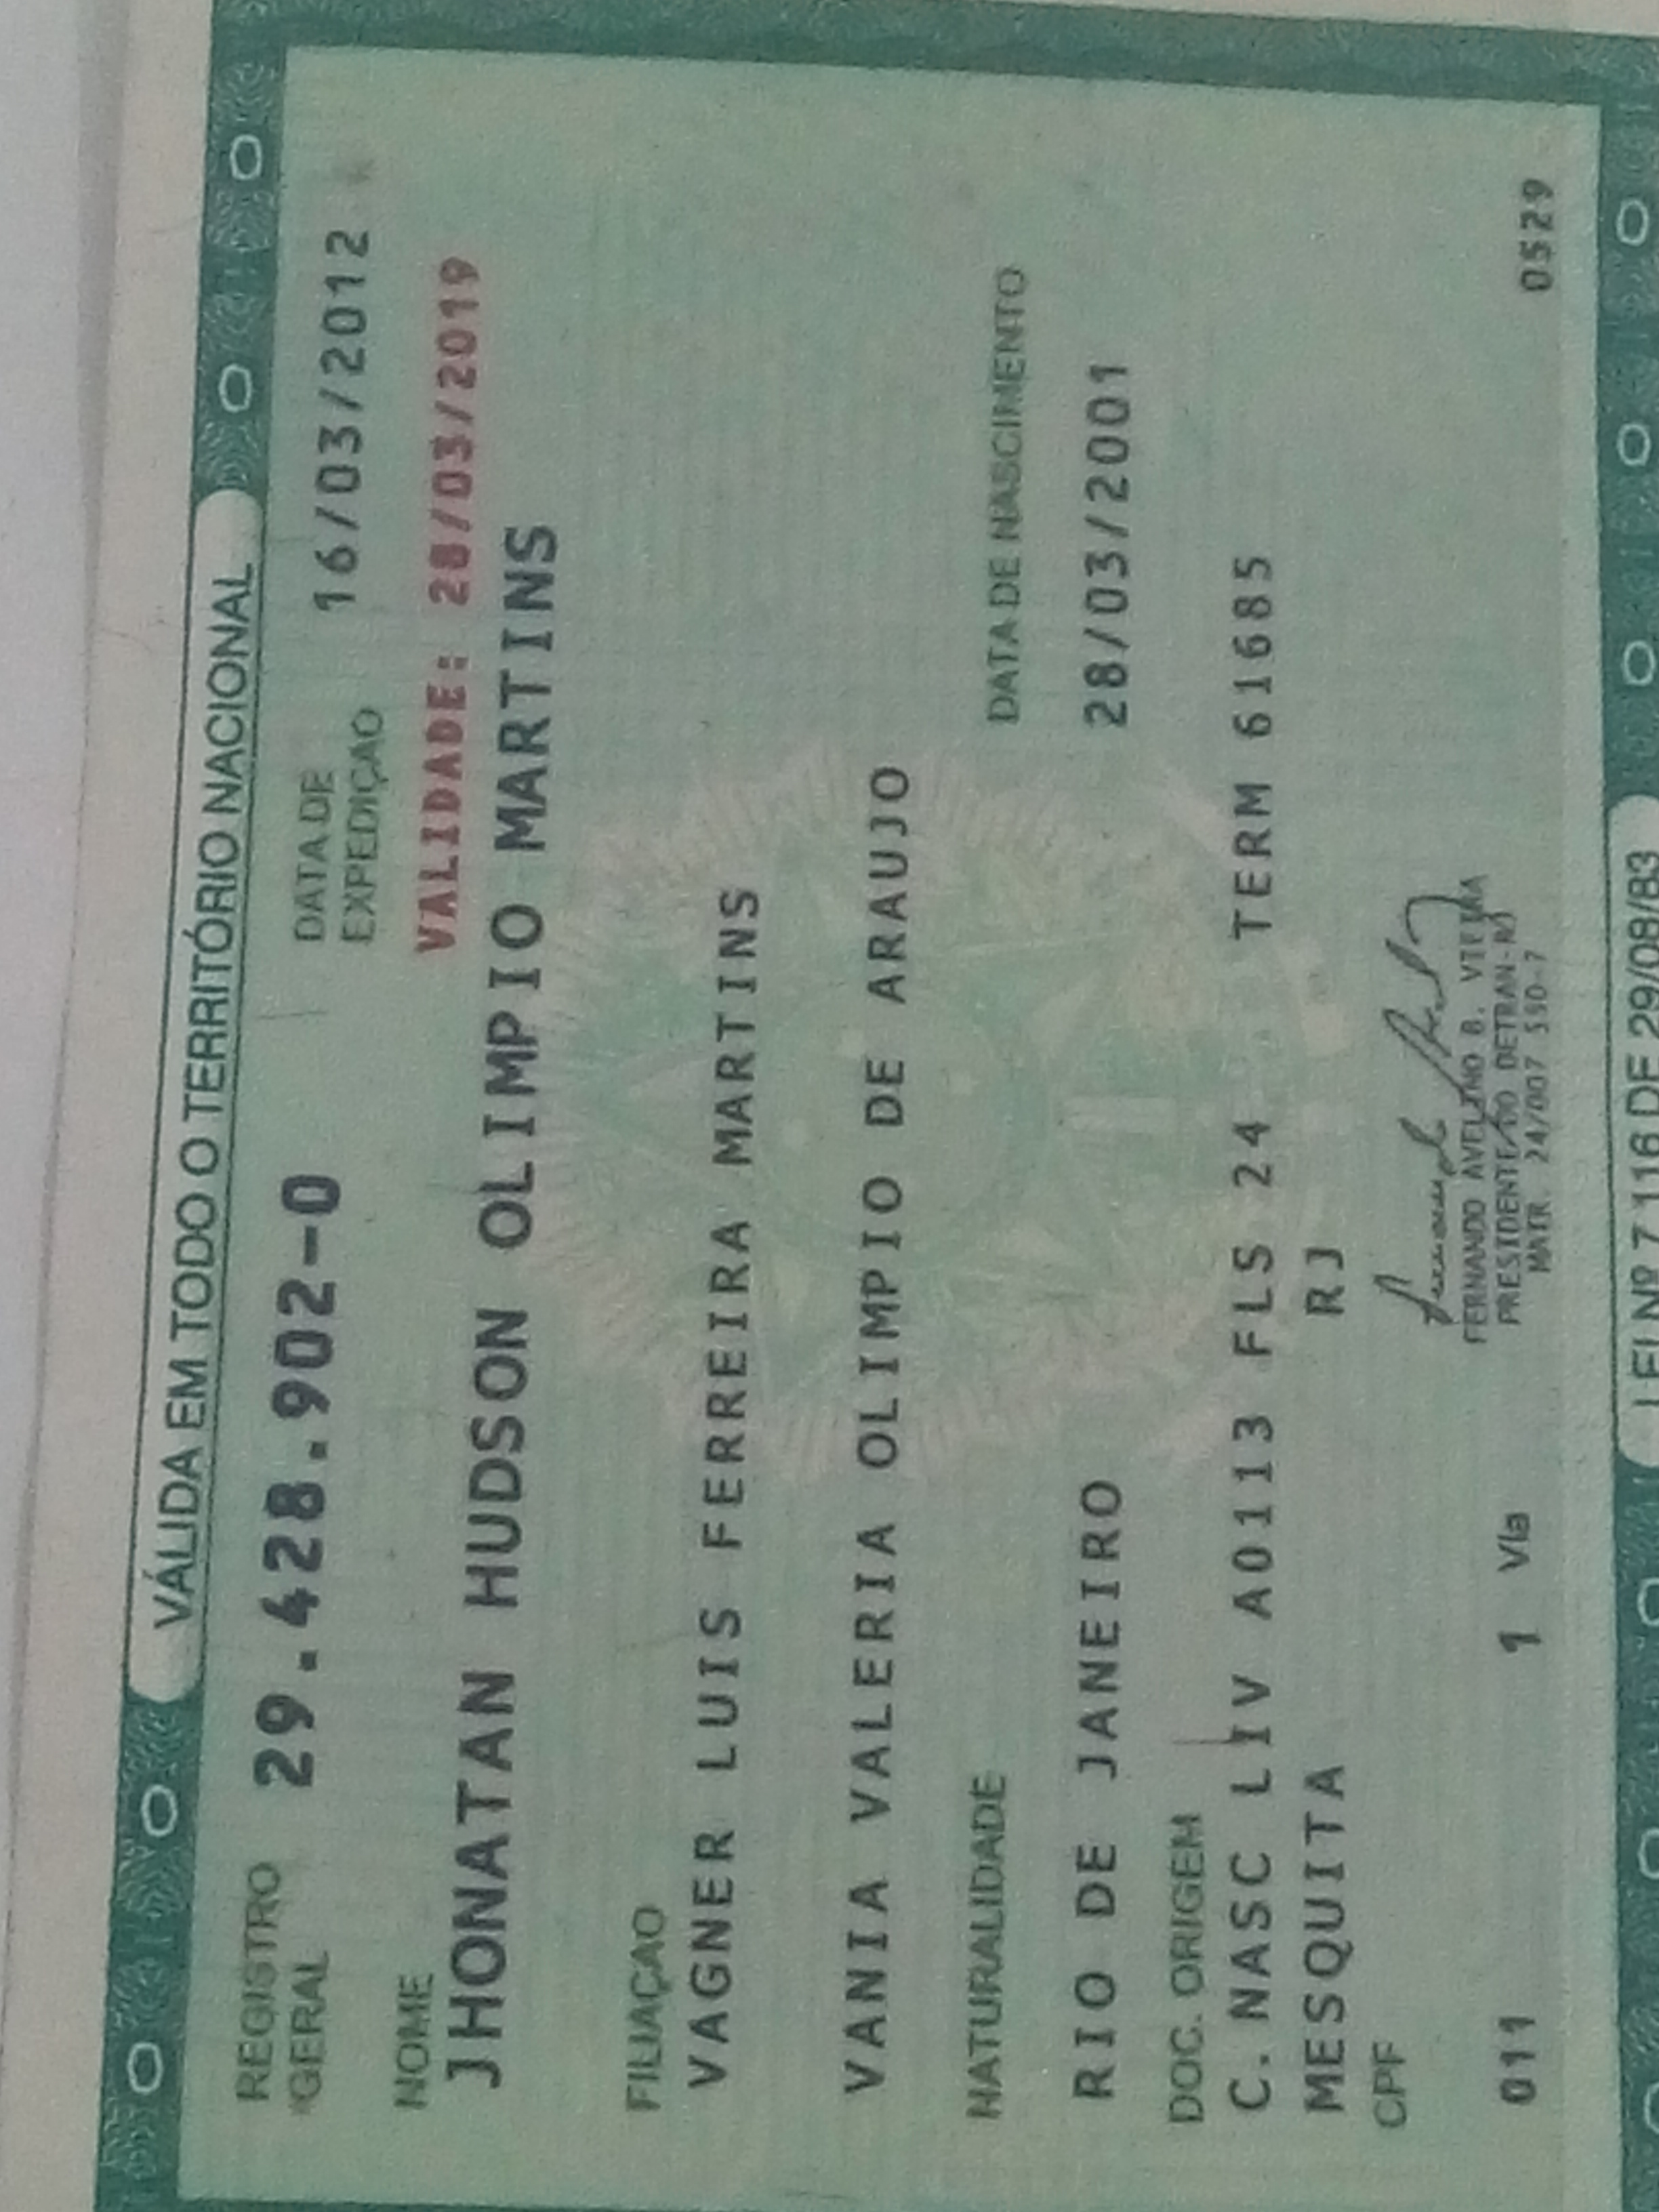 VÁLIDA EM TODO O TERRITÓRIO NACIONAL
REGISTRO GERAL 29.428.902-0 DATA DE EXPEDIÇÃO 16/03/2012
VALIDADE: 28/03/2019
NOME
JHONATAN HUDSON OLIMPIO MARTINS
FILIAÇÃO
VAGNER LUIS FERREIRA MARTINS
VANIA VALERIA OLIMPIO DE ARAUJO
NATURALIDADE DATA DE NASCIMENTO
RIO DE JANEIRO 28/03/2001
DOC. ORIGEM
C. NASC LIV A0113 FLS 24 TERM 61685
MESQUITA RJ
CPF
FERNANDO AVELINO B. VIEIRA
PRESIDENTE DO DETRAN-RJ
MATR. 24/007 590-7
011 1 Via 0529
LEI Nº 7 116 DE 29/08/83